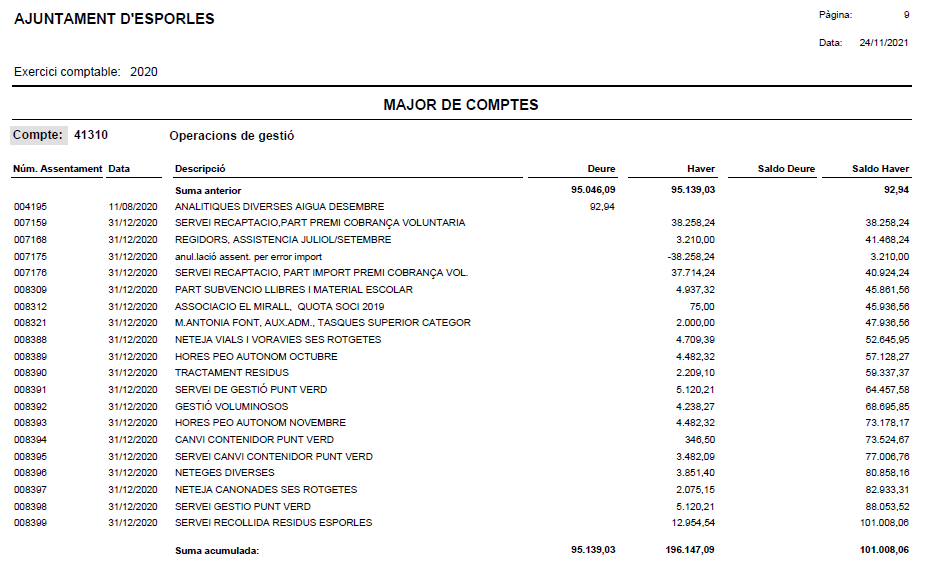 AJUNTAMENT D'ESPORLES
Pàgina: 9
Data: 24/11/2021
Exercici comptable: 2020
MAJOR DE COMPTES
Compte: 41310 Operacions de gestió
Núm. Assentament Data Descripció Deure Haver Saldo Deure Saldo Haver
Suma anterior 95.046,09 95.139,03 92,94
004195 11/08/2020 ANALITIQUES DIVERSES AIGUA DESEMBRE 92,94
007159 31/12/2020 SERVEI RECAPTACIO,PART PREMI COBRANÇA VOLUNTARIA 38.258,24 38.258,24
007168 31/12/2020 REGIDORS, ASSISTENCIA JULIOL/SETEMBRE 3.210,00 41.468,24
007175 31/12/2020 anul.lació assent. per error import -38.258,24 3.210,00
007176 31/12/2020 SERVEI RECAPTACIO, PART IMPORT PREMI COBRANÇA VOL. 37.714,24 40.924,24
008309 31/12/2020 PART SUBVENCIO LLIBRES I MATERIAL ESCOLAR 4.937,32 45.861,56
008312 31/12/2020 ASSOCIACIO EL MIRALL, QUOTA SOCI 2019 75,00 45.936,56
008321 31/12/2020 M.ANTONIA FONT, AUX.ADM., TASQUES SUPERIOR CATEGOR 2.000,00 47.936,56
008388 31/12/2020 NETEJA VIALS I VORAVIES SES ROTGETES 4.709,39 52.645,95
008389 31/12/2020 HORES PEO AUTONOM OCTUBRE 4.482,32 57.128,27
008390 31/12/2020 TRACTAMENT RESIDUS 2.209,10 59.337,37
008391 31/12/2020 SERVEI DE GESTIÓ PUNT VERD 5.120,21 64.457,58
008392 31/12/2020 GESTIÓ VOLUMINOSOS 4.238,27 68.695,85
008393 31/12/2020 HORES PEO AUTONOM NOVEMBRE 4.482,32 73.178,17
008394 31/12/2020 CANVI CONTENIDOR PUNT VERD 346,50 73.524,67
008395 31/12/2020 SERVEI CANVI CONTENIDOR PUNT VERD 3.482,09 77.006,76
008396 31/12/2020 NETEGES DIVERSES 3.851,40 80.858,16
008397 31/12/2020 NETEJA CANONADES SES ROTGETES 2.075,15 82.933,31
008398 31/12/2020 SERVEI GESTIO PUNT VERD 5.120,21 88.053,52
008399 31/12/2020 SERVEI RECOLLIDA RESIDUS ESPORLES 12.954,54 101.008,06
Suma acumulada: 95.139,03 196.147,09 101.008,06